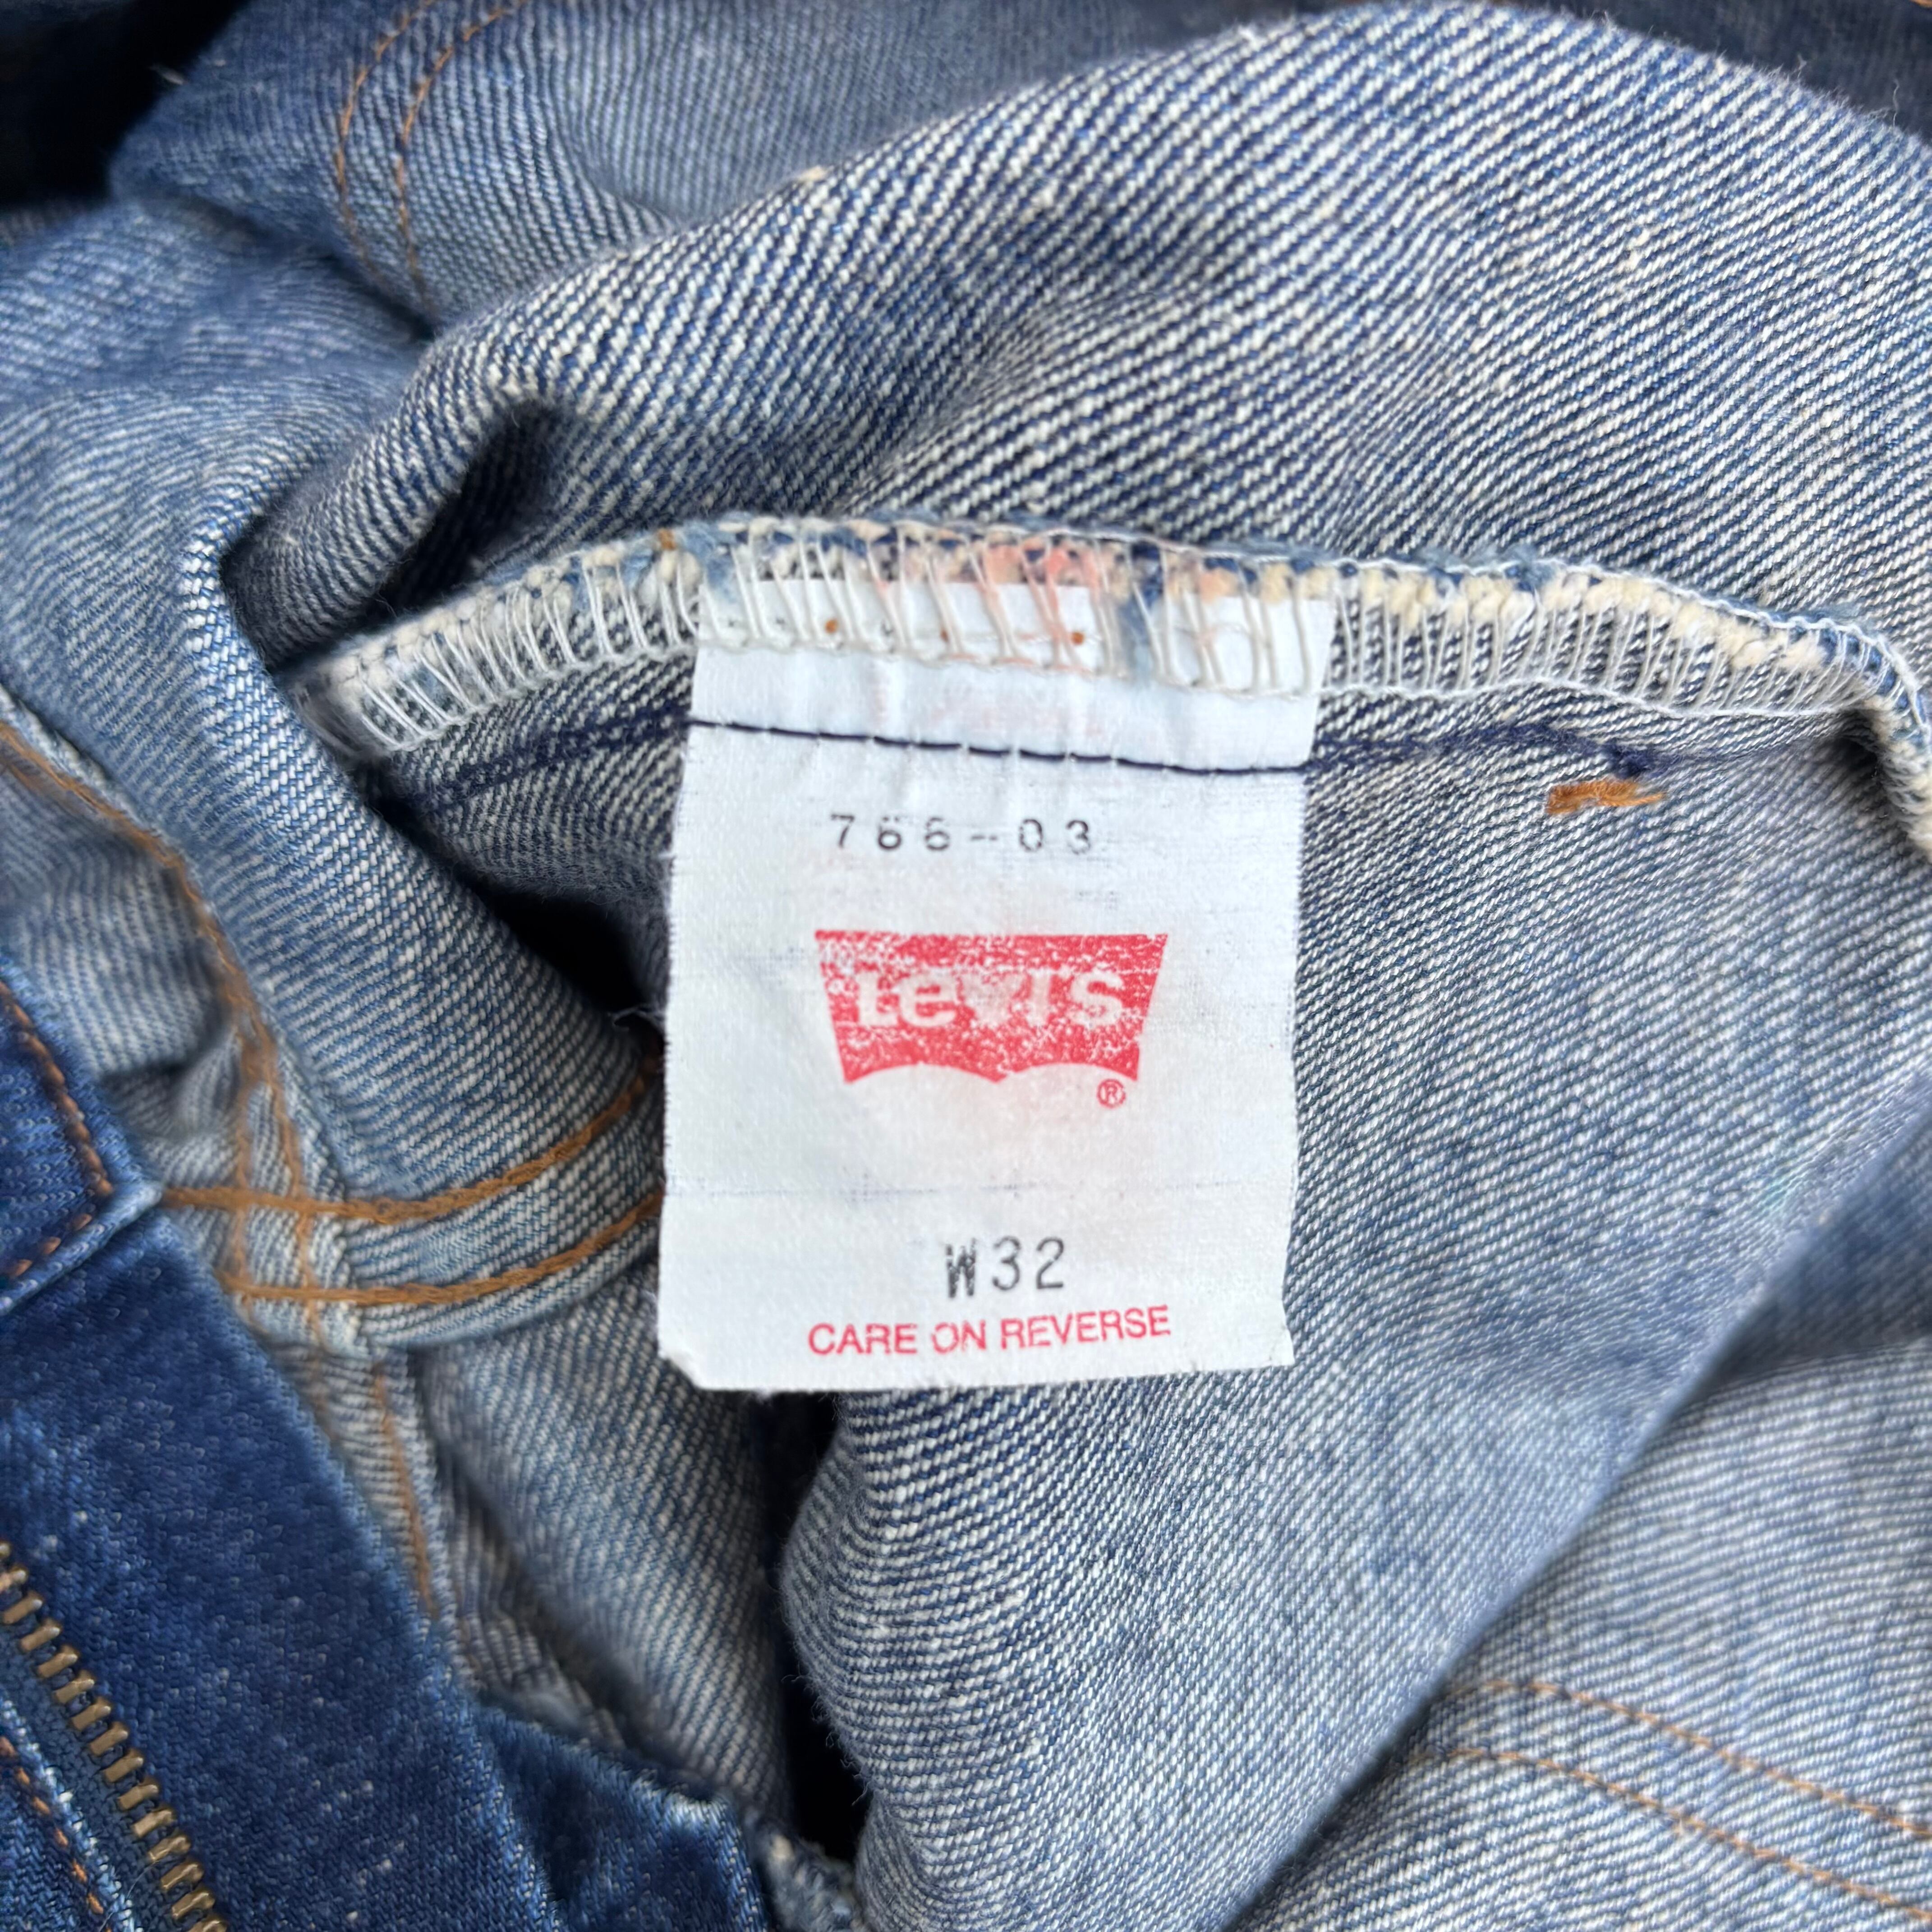 766-03
Levi's
®
W32
CARE ON REVERSE